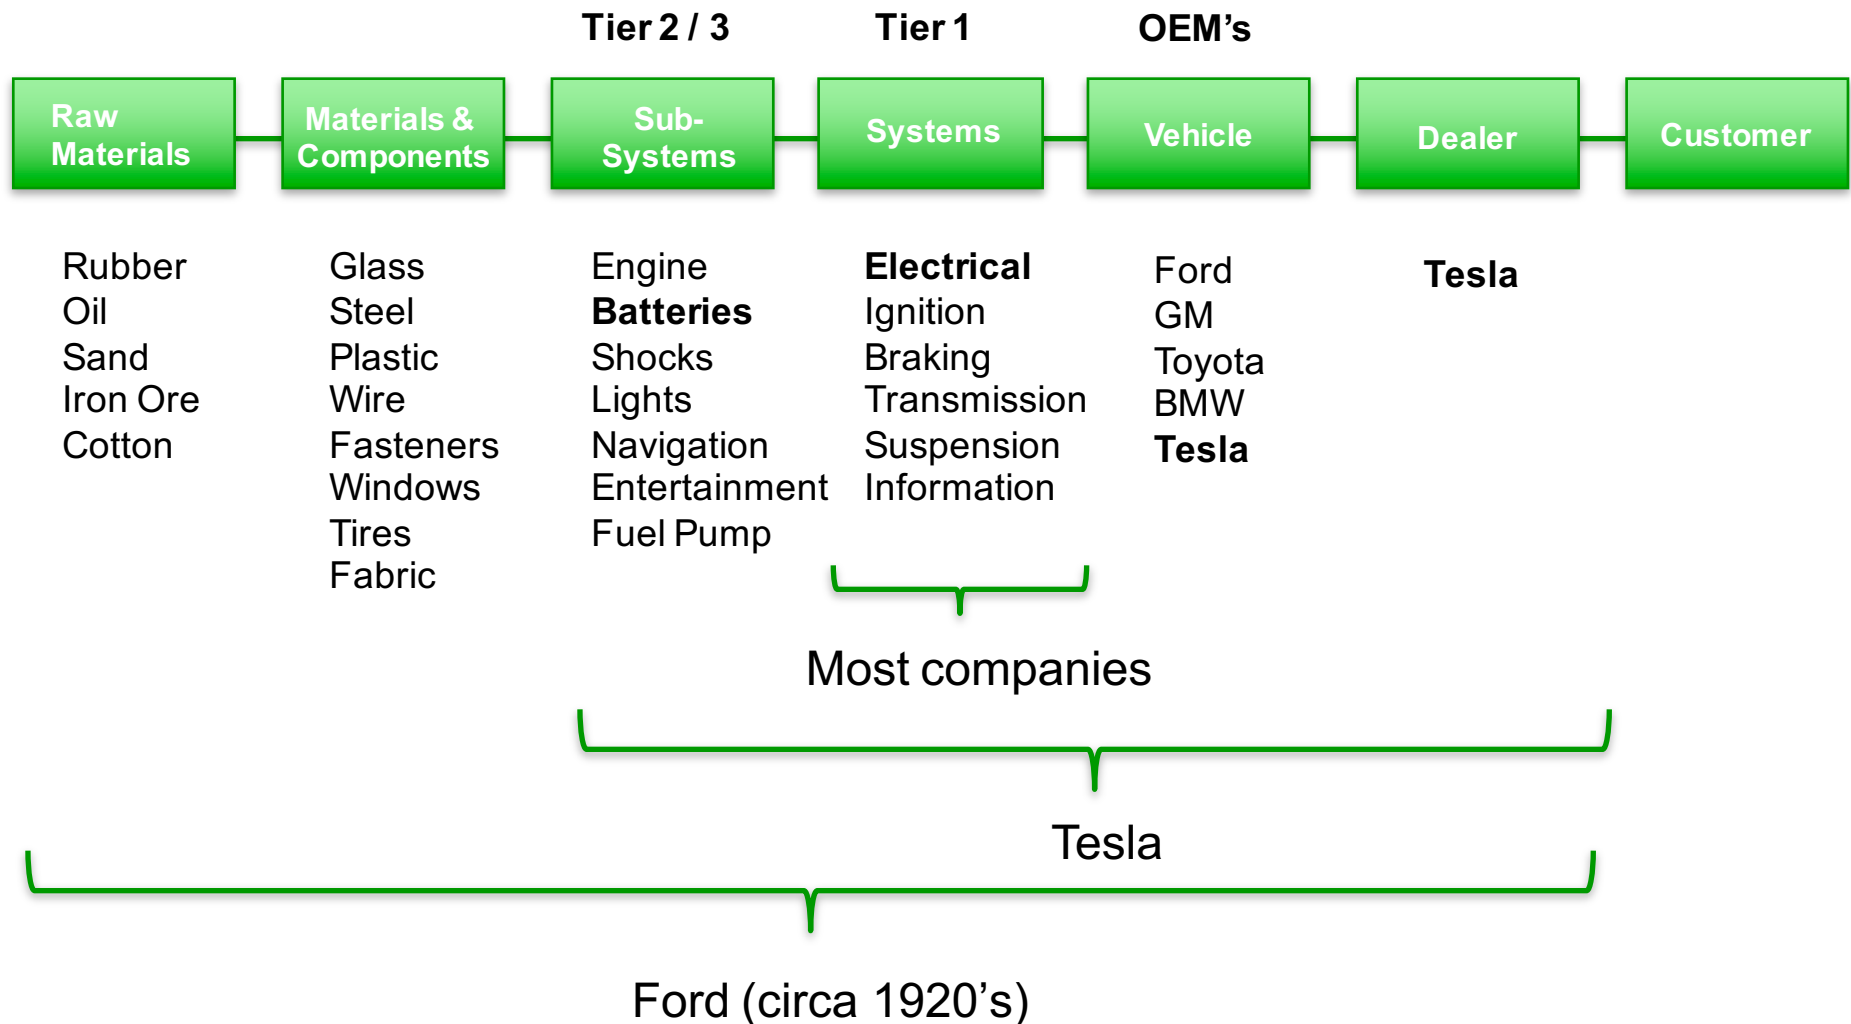 Tier 2 / 3
Tier 1
OEM’s
Raw
Materials
Materials &
Components
Sub-
Systems
Systems
Vehicle
Dealer
Customer
Rubber
Oil
Sand
Iron Ore
Cotton
Glass
Steel
Plastic
Wire
Fasteners
Windows
Tires
Fabric
Engine
Batteries
Shocks
Lights
Navigation
Entertainment
Fuel Pump
Electrical
Ignition
Braking
Transmission
Suspension
Information
Ford
GM
Toyota
BMW
Tesla
Tesla
Most companies
Tesla
Ford (circa 1920’s)